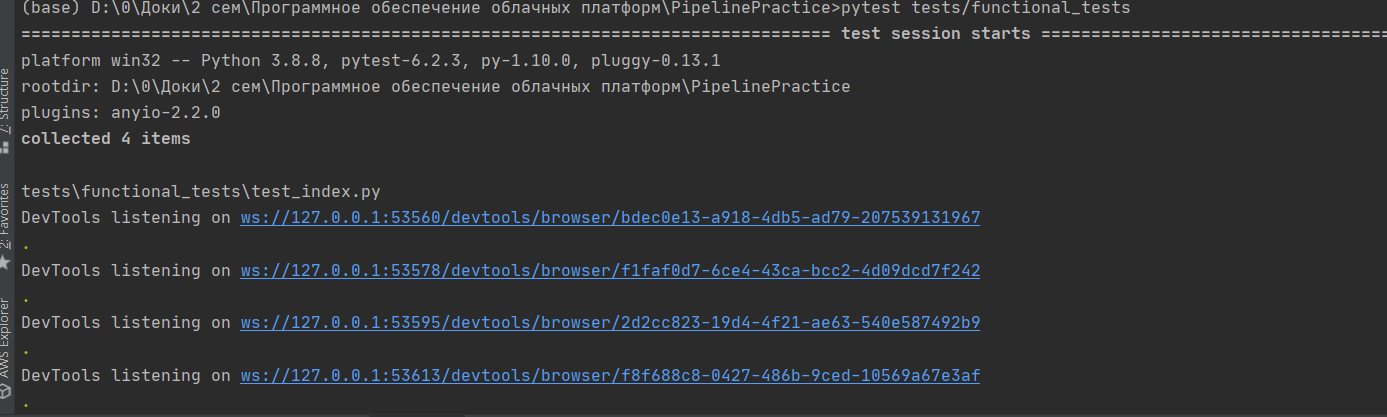 (base) D:\0\Доки\2 сем\Программное обеспечение облачных платформ\PipelinePractice>pytest tests/functional_tests
================================================================================= test session starts ==================================
platform win32 -- Python 3.8.8, pytest-6.2.3, py-1.10.0, pluggy-0.13.1
rootdir: D:\0\Доки\2 сем\Программное обеспечение облачных платформ\PipelinePractice
plugins: anyio-2.2.0
collected 4 items
tests\functional_tests\test_index.py
DevTools listening on ws://127.0.0.1:53560/devtools/browser/bdec0e13-a918-4db5-ad79-207539131967
.
DevTools listening on ws://127.0.0.1:53578/devtools/browser/f1faf0d7-6ce4-43ca-bcc2-4d09dcd7f242
.
DevTools listening on ws://127.0.0.1:53595/devtools/browser/2d2cc823-19d4-4f21-ae63-540e587492b9
.
DevTools listening on ws://127.0.0.1:53613/devtools/browser/f8f688c8-0427-486b-9ced-10569a67e3af
.
7: Structure
2: Favorites
AWS Explorer